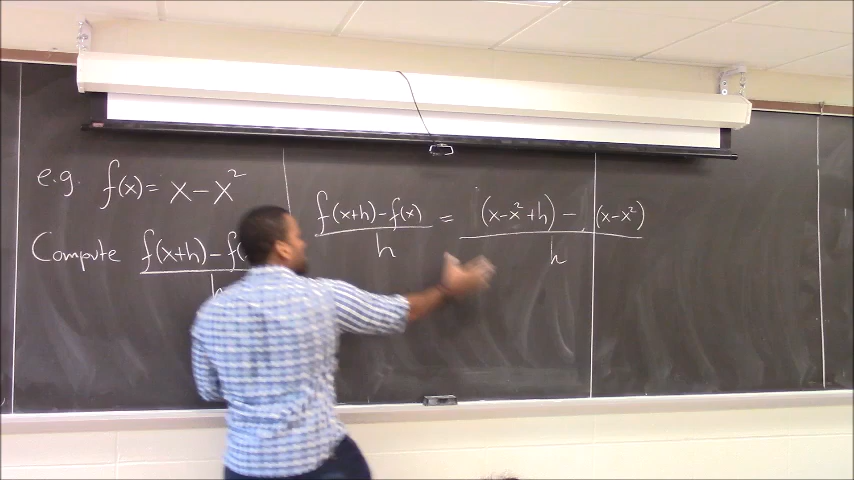 e.g. f(x) = x - x²
Compute f(x+h) - f(
h
f(x+h) - f(x) / h = (x-x²+h) - (x-x²) / h